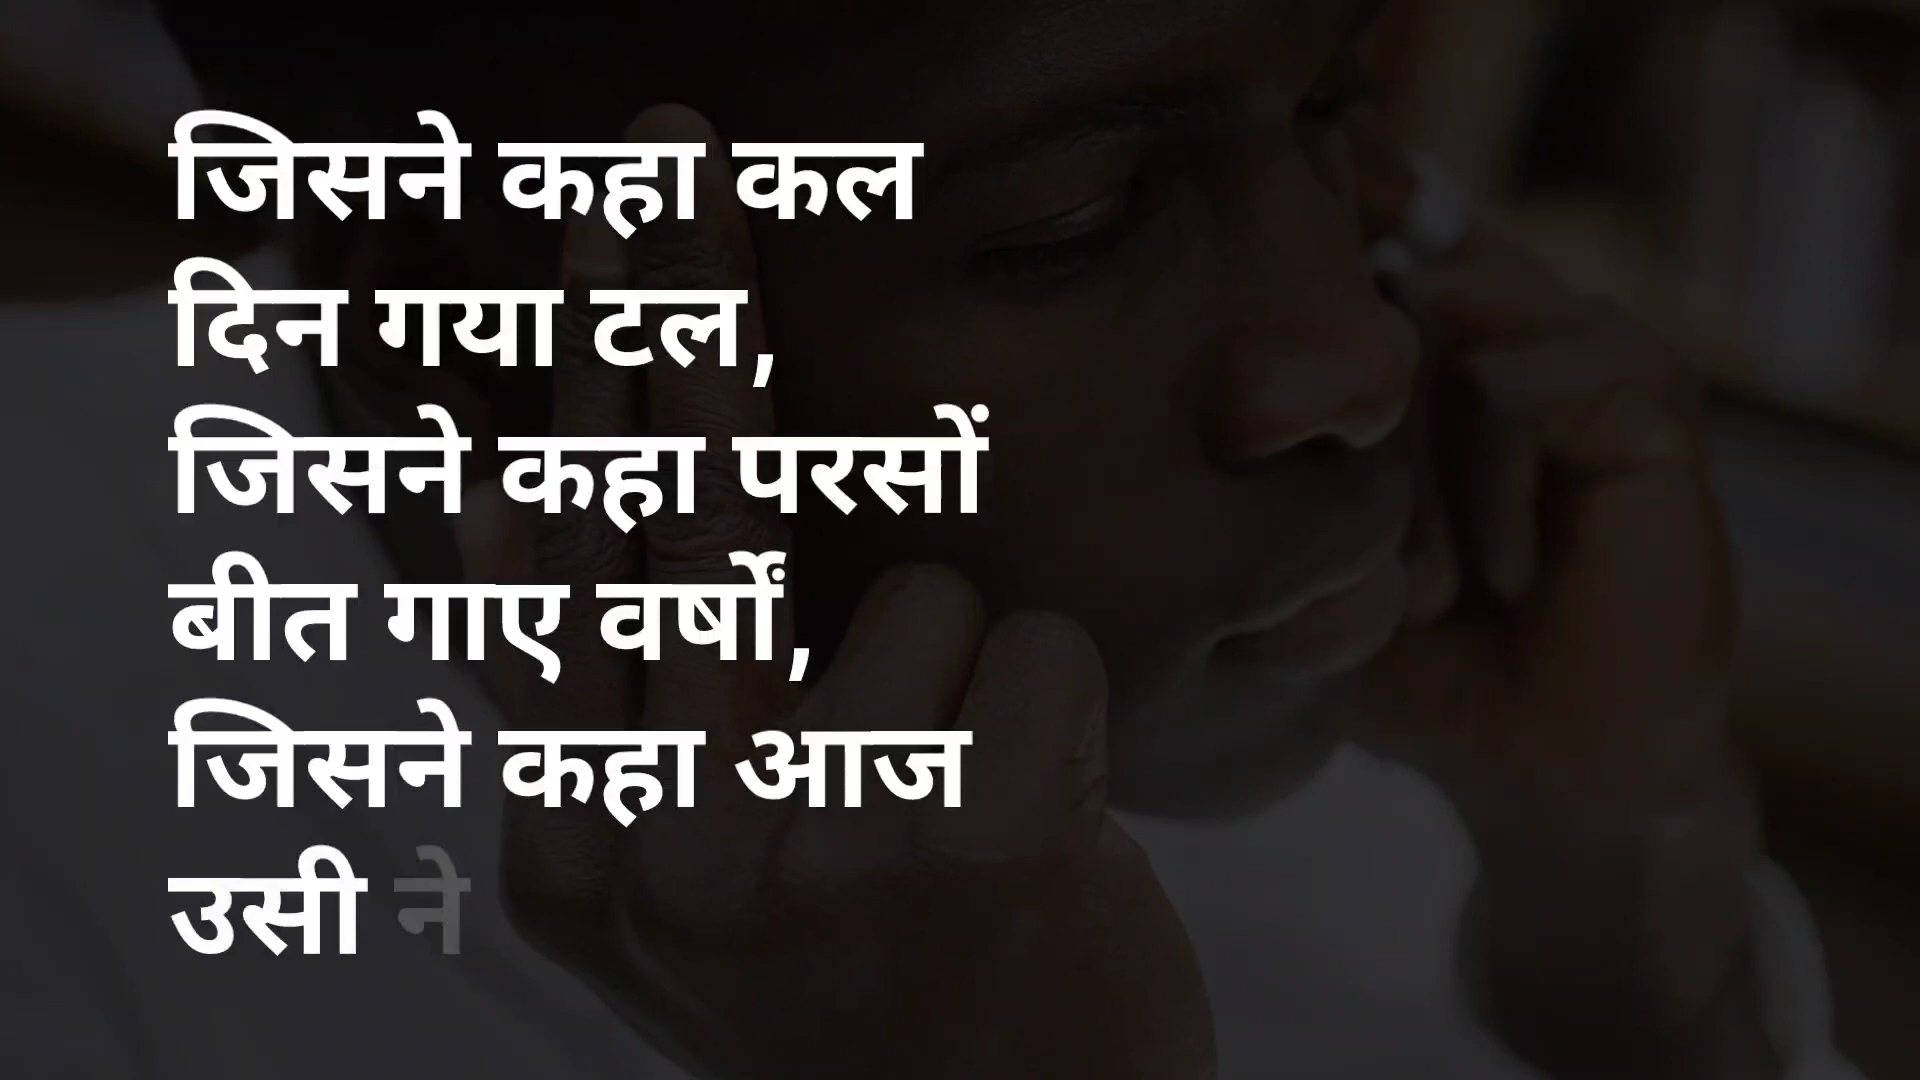 जिसने कहा कल
दिन गया टल,
जिसने कहा परसों
बीत गाए वर्षों,
जिसने कहा आज
उसी ने